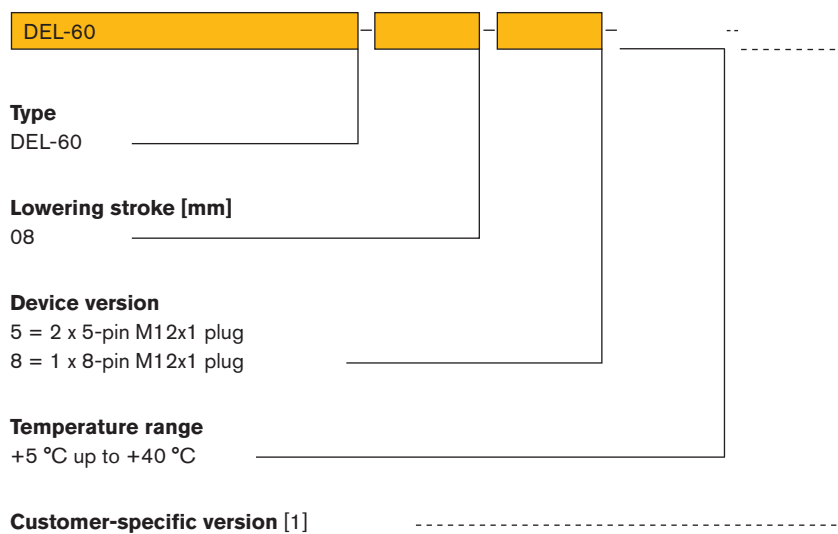 DEL-60
Type
DEL-60
Lowering stroke [mm]
08
Device version
5 = 2 x 5-pin M12x1 plug
8 = 1 x 8-pin M12x1 plug
Temperature range
+5 °C up to +40 °C
Customer-specific version [1]